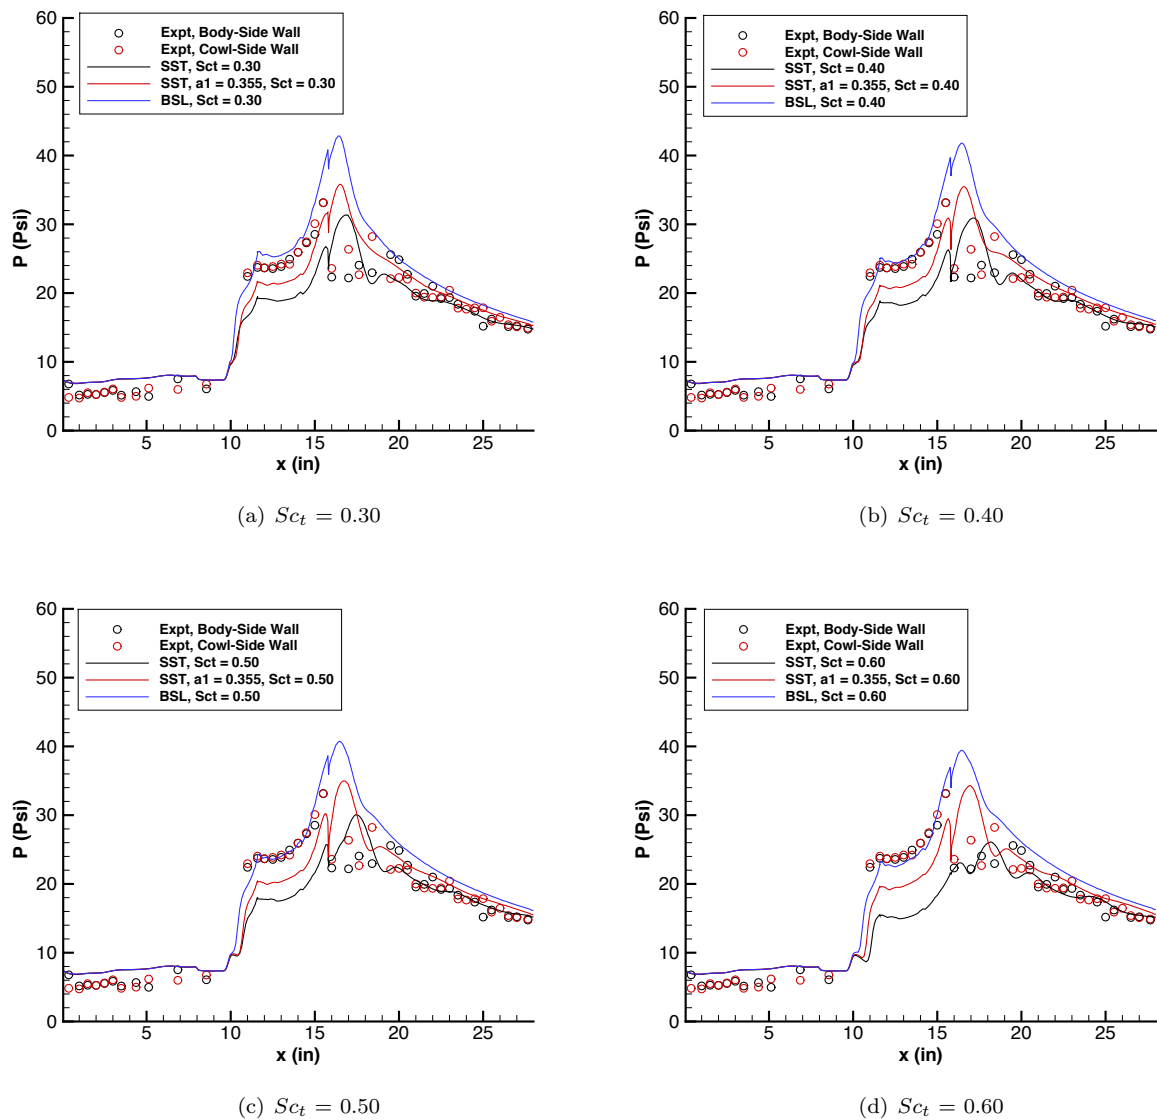 60
50
40
30
20
10
0
P (Psi)
Expt, Body-Side Wall
Expt, Cowl-Side Wall
SST, Sct = 0.30
SST, a1 = 0.355, Sct = 0.30
BSL, Sct = 0.30
5
10
15
20
25
x (in)
(a) Sc_t = 0.30
60
50
40
30
20
10
0
P (Psi)
Expt, Body-Side Wall
Expt, Cowl-Side Wall
SST, Sct = 0.40
SST, a1 = 0.355, Sct = 0.40
BSL, Sct = 0.40
5
10
15
20
25
x (in)
(b) Sc_t = 0.40
60
50
40
30
20
10
0
P (Psi)
Expt, Body-Side Wall
Expt, Cowl-Side Wall
SST, Sct = 0.50
SST, a1 = 0.355, Sct = 0.50
BSL, Sct = 0.50
5
10
15
20
25
x (in)
(c) Sc_t = 0.50
60
50
40
30
20
10
0
P (Psi)
Expt, Body-Side Wall
Expt, Cowl-Side Wall
SST, Sct = 0.60
SST, a1 = 0.355, Sct = 0.60
BSL, Sct = 0.60
5
10
15
20
25
x (in)
(d) Sc_t = 0.60